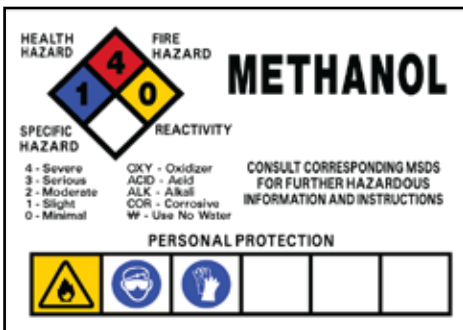 HEALTH HAZARD
FIRE HAZARD
4
1
0
METHANOL
SPECIFIC HAZARD
REACTIVITY
4 - Severe
3 - Serious
2 - Moderate
1 - Slight
0 - Minimal
OXY - Oxidizer
ACID - Acid
ALK - Alkali
COR - Corrosive
W - Use No Water
CONSULT CORRESPONDING MSDS
FOR FURTHER HAZARDOUS
INFORMATION AND INSTRUCTIONS
PERSONAL PROTECTION